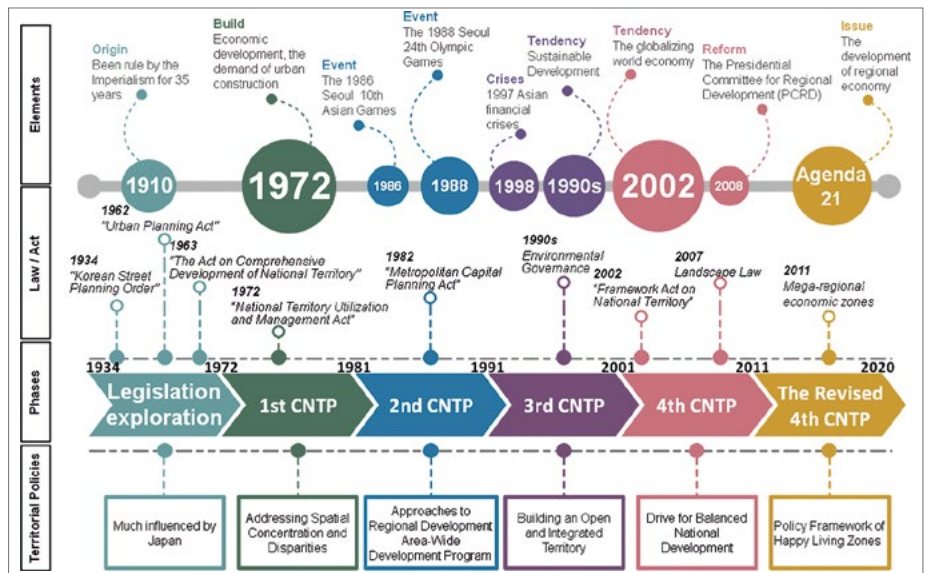 Elements
Origin
Been rule by the
Imperialism for 35
years
Build
Economic
development, the
demand of urban
construction
Event
The 1986
Seoul 10th
Asian Games
Event
The 1988 Seoul
24th Olympic
Games
Crises
1997 Asian
financial
crises
Tendency
Sustainable
Development
Tendency
The globalizing
world economy
Reform
The Presidential
Committee for Regional
Development (PCRD)
Issue
The
development
of regional
economy
1910
1972
1986
1988
1998
1990s
2002
2008
Agenda
21
Law / Act
1934
"Korean Street
Planning Order"
1962
"Urban Planning Act"
1963
"The Act on Comprehensive
Development of National Territory"
1972
"National Territory Utilization
and Management Act"
1982
"Metropolitan Capital
Planning Act"
1990s
Environmental
Governance
2002
"Framework Act on
National Territory"
2007
Landscape Law
2011
Mega-regional
economic zones
Phases
1934
1972
1981
1991
2001
2011
2020
Legislation
exploration
1st CNTP
2nd CNTP
3rd CNTP
4th CNTP
The Revised
4th CNTP
Territorial Policies
Much influenced by
Japan
Addressing Spatial
Concentration and
Disparities
Approaches to
Regional Development
Area-Wide
Development Program
Building an Open
and Integrated
Territory
Drive for Balanced
National
Development
Policy Framework of
Happy Living Zones